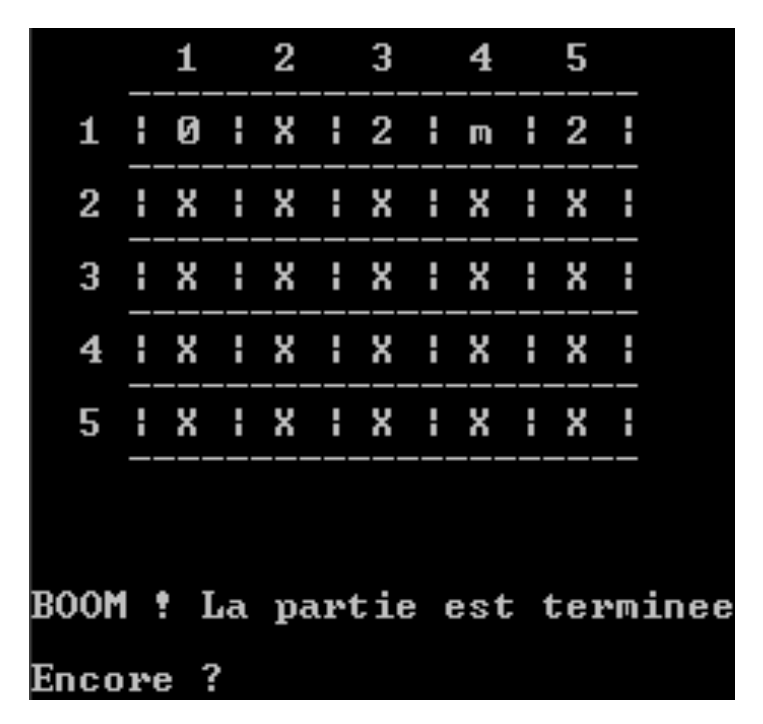 1 2 3 4 5
--------------------
1 ¦ 0 ¦ X ¦ 2 ¦ m ¦ 2 ¦
--------------------
2 ¦ X ¦ X ¦ X ¦ X ¦ X ¦
--------------------
3 ¦ X ¦ X ¦ X ¦ X ¦ X ¦
--------------------
4 ¦ X ¦ X ¦ X ¦ X ¦ X ¦
--------------------
5 ¦ X ¦ X ¦ X ¦ X ¦ X ¦
--------------------
BOOM ! La partie est terminee
Encore ?